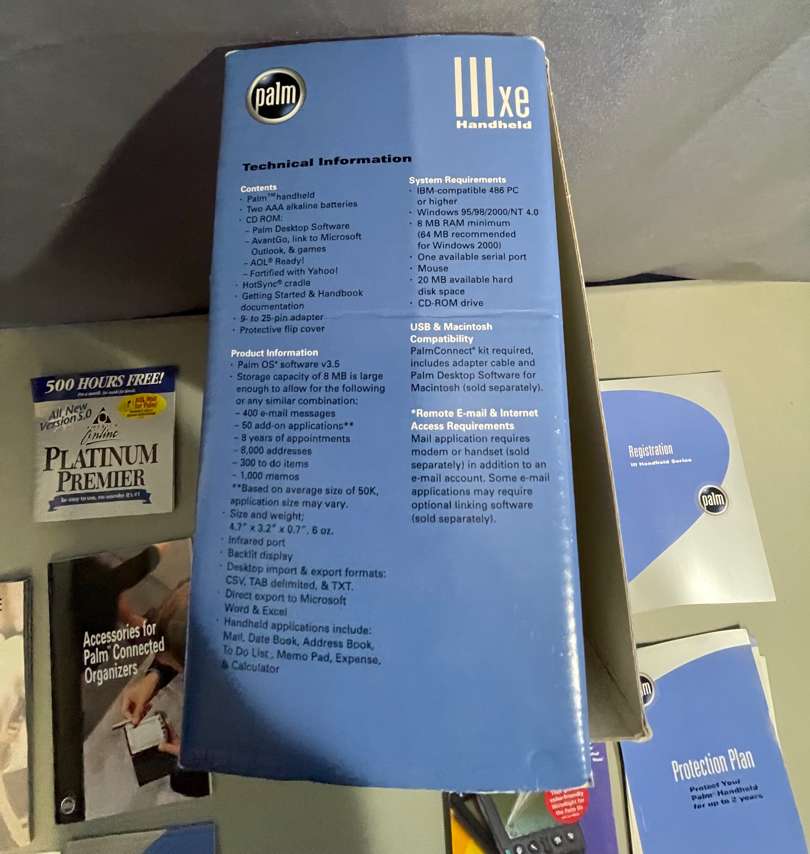 palm
IIIxe
Handheld
Technical Information
Contents
· Palm™ handheld
· Two AAA alkaline batteries
· CD ROM:
– Palm Desktop Software
– AvantGo, link to Microsoft
Outlook, & games
– AOL® Ready!
– Fortified with Yahoo!
· HotSync® cradle
· Getting Started & Handbook
documentation
· 9- to 25-pin adapter
· Protective flip cover
Product Information
· Palm OS® software v3.5
· Storage capacity of 8 MB is large
enough to allow for the following
or any similar combination:
– 400 e-mail messages
– 50 add-on applications**
– 8 years of appointments
– 6,000 addresses
– 300 to do items
– 1,000 memos
**Based on average size of 50K,
application size may vary.
· Size and weight;
4.7" x 3.2" x 0.7", 6 oz.
· Infrared port
· Backlit display
· Desktop import & export formats:
CSV, TAB delimited, & TXT.
· Direct export to Microsoft
Word & Excel
· Handheld applications include:
Mail, Date Book, Address Book,
To Do List, Memo Pad, Expense,
& Calculator
System Requirements
· IBM-compatible 486 PC
or higher
· Windows 95/98/2000/NT 4.0
· 8 MB RAM minimum
(64 MB recommended
for Windows 2000)
· One available serial port
· Mouse
· 20 MB available hard
disk space
· CD-ROM drive
USB & Macintosh
Compatibility
PalmConnect® kit required,
includes adapter cable and
Palm Desktop Software for
Macintosh (sold separately).
*Remote E-mail & Internet
Access Requirements
Mail application requires
modem or handset (sold
separately) in addition to an
e-mail account. Some e-mail
applications may require
optional linking software
(sold separately).
500 HOURS FREE!
All New
Version 5.0
PLATINUM
PREMIER
So easy to use, no wonder it's #1
Accessories for
Palm™ Connected
Organizers
Registration
III Handheld Series
palm
Protection Plan
Protect Your
Palm™ Handheld
for up to 2 years